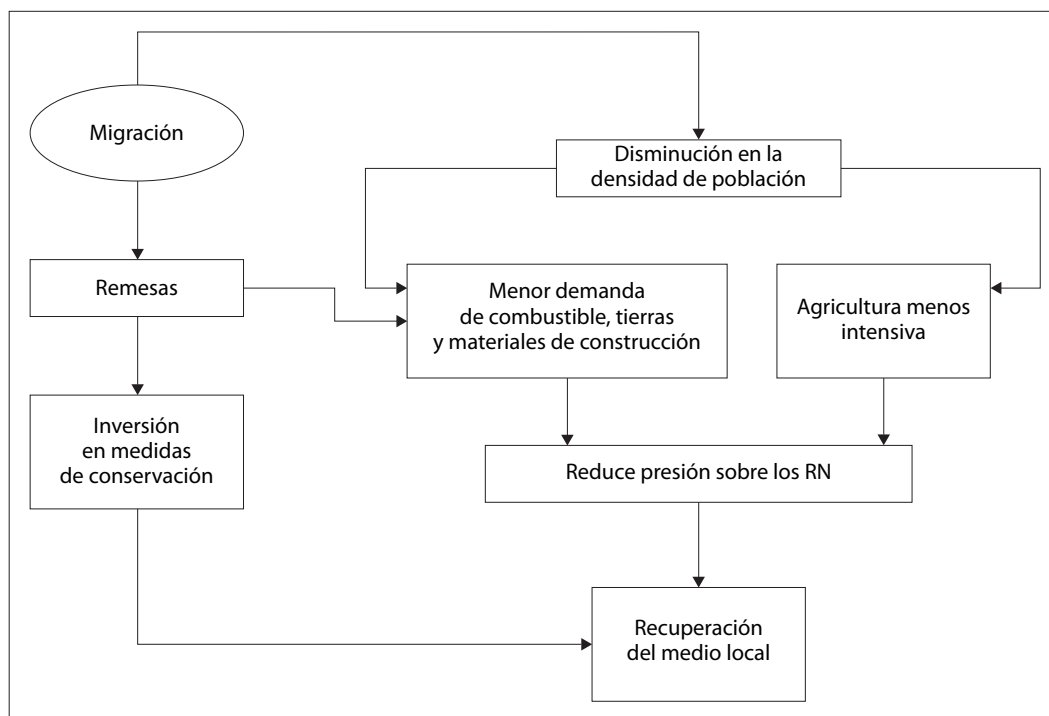 Migración
Disminución en la
densidad de población
Remesas
Menor demanda
de combustible, tierras
y materiales de construcción
Agricultura menos
intensiva
Inversión
en medidas
de conservación
Reduce presión sobre los RN
Recuperación
del medio local